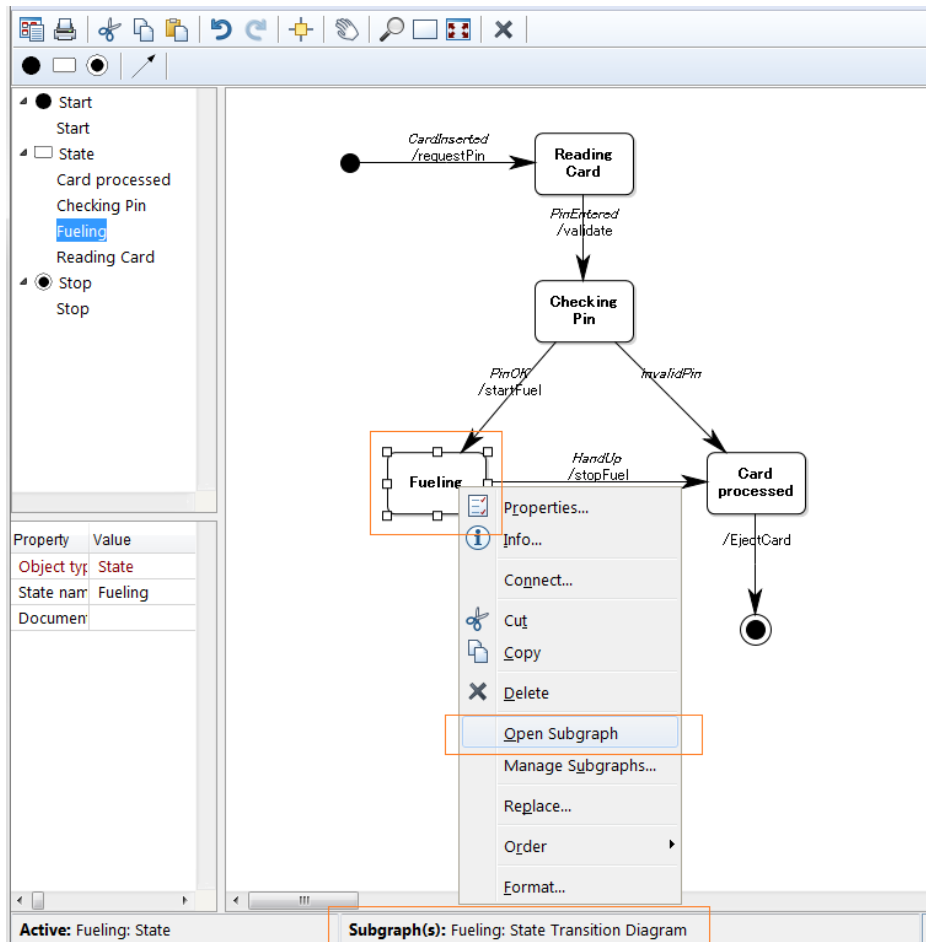 Start
Start
State
Card processed
Checking Pin
Fueling
Reading Card
Stop
Stop
Property Value
Object typ State
State nam Fueling
Documen
CardInserted
/requestPin
Reading
Card
PinEntered
/validate
Checking
Pin
PinOK
/startFuel
InvalidPin
Fueling
HandUp
/stopFuel
Card
processed
/EjectCard
Properties...
Info...
Connect...
Cut
Copy
Delete
Open Subgraph
Manage Subgraphs...
Replace...
Order
Format...
Active: Fueling: State
Subgraph(s): Fueling: State Transition Diagram